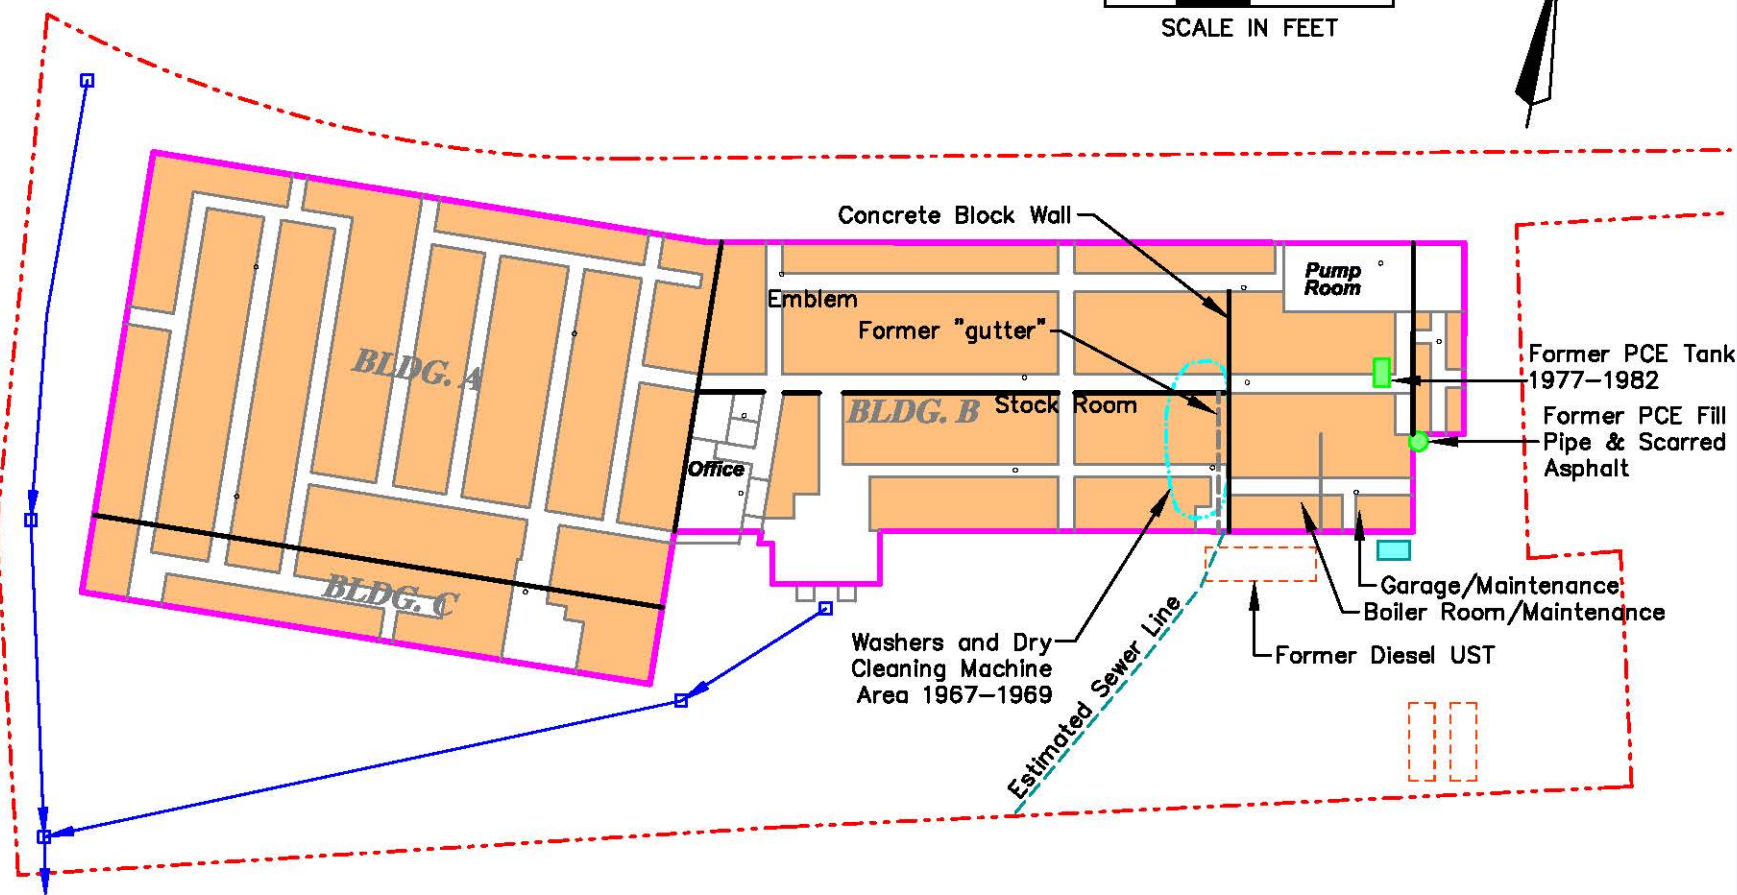 SCALE IN FEET
Concrete Block Wall
Pump
Room
Emblem
Former "gutter"
Former PCE Tank
1977–1982
BLDG. A
BLDG. B
Stock Room
Former PCE Fill
Pipe & Scarred
Asphalt
Office
Garage/Maintenance
BLDG. C
Boiler Room/Maintenance
Washers and Dry
Cleaning Machine
Area 1967–1969
Former Diesel UST
Estimated Sewer Line